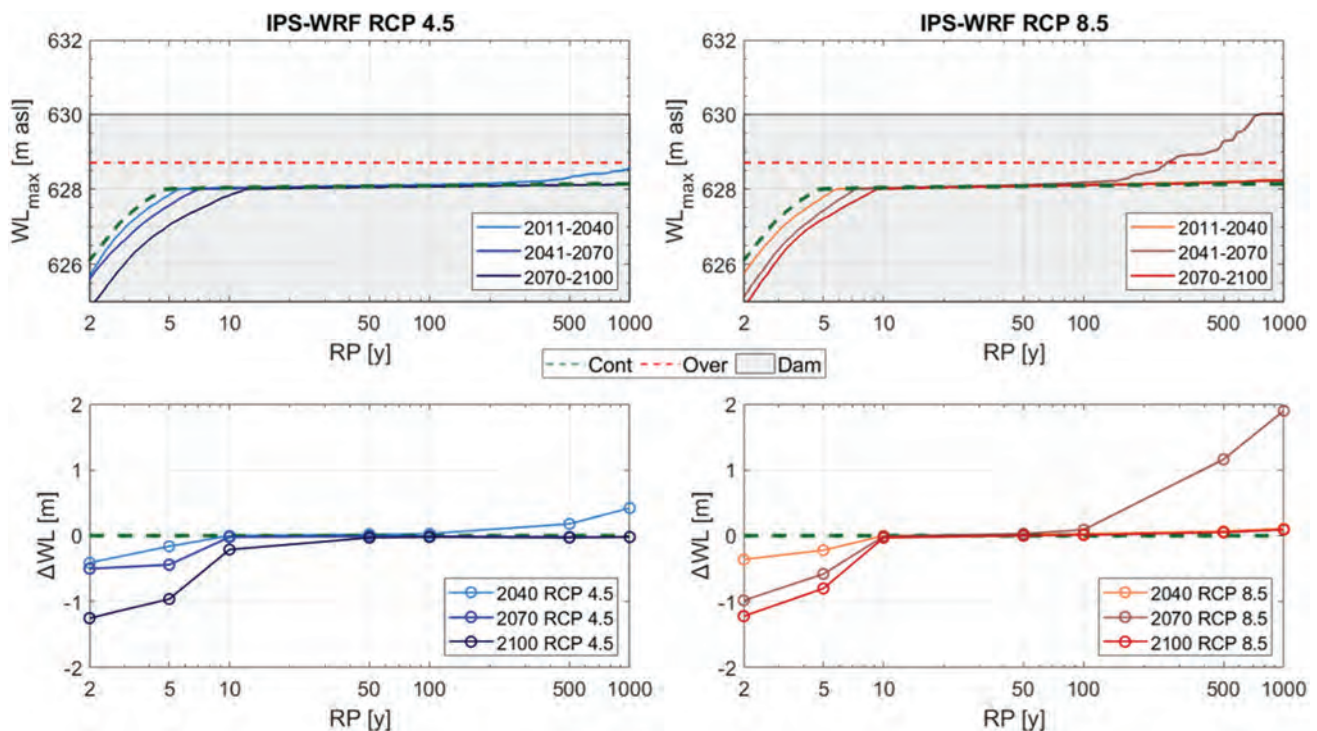 IPS-WRF RCP 4.5
632
630
628
626
WLmax [m asl]
2011-2040
2041-2070
2070-2100
2 5 10 50 100 500 1000
RP [y]
IPS-WRF RCP 8.5
632
630
628
626
WLmax [m asl]
2011-2040
2041-2070
2070-2100
2 5 10 50 100 500 1000
RP [y]
Cont Over Dam
2
1
0
-1
-2
ΔWL [m]
2040 RCP 4.5
2070 RCP 4.5
2100 RCP 4.5
2 5 10 50 100 500 1000
RP [y]
2
1
0
-1
-2
ΔWL [m]
2040 RCP 8.5
2070 RCP 8.5
2100 RCP 8.5
2 5 10 50 100 500 1000
RP [y]